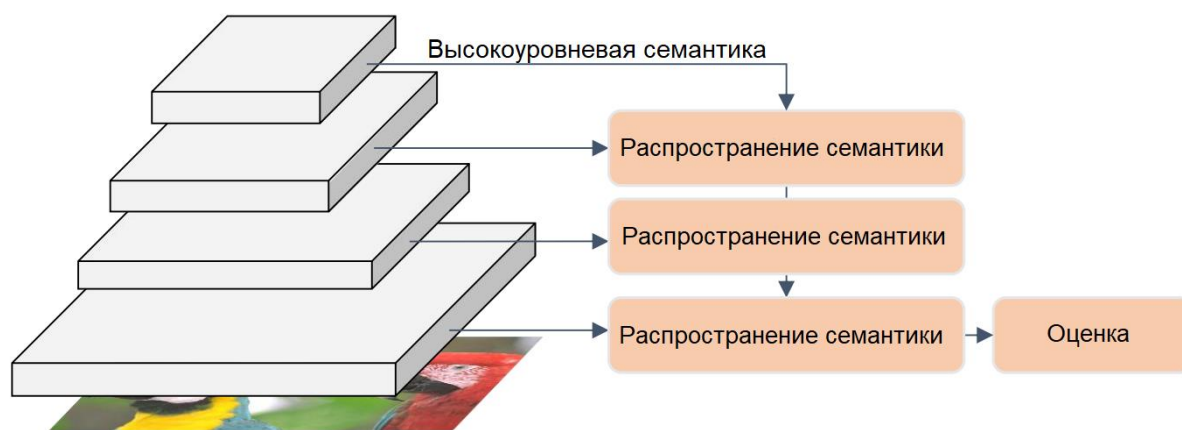 Высокоуровневая семантика
Распространение семантики
Распространение семантики
Распространение семантики
Оценка